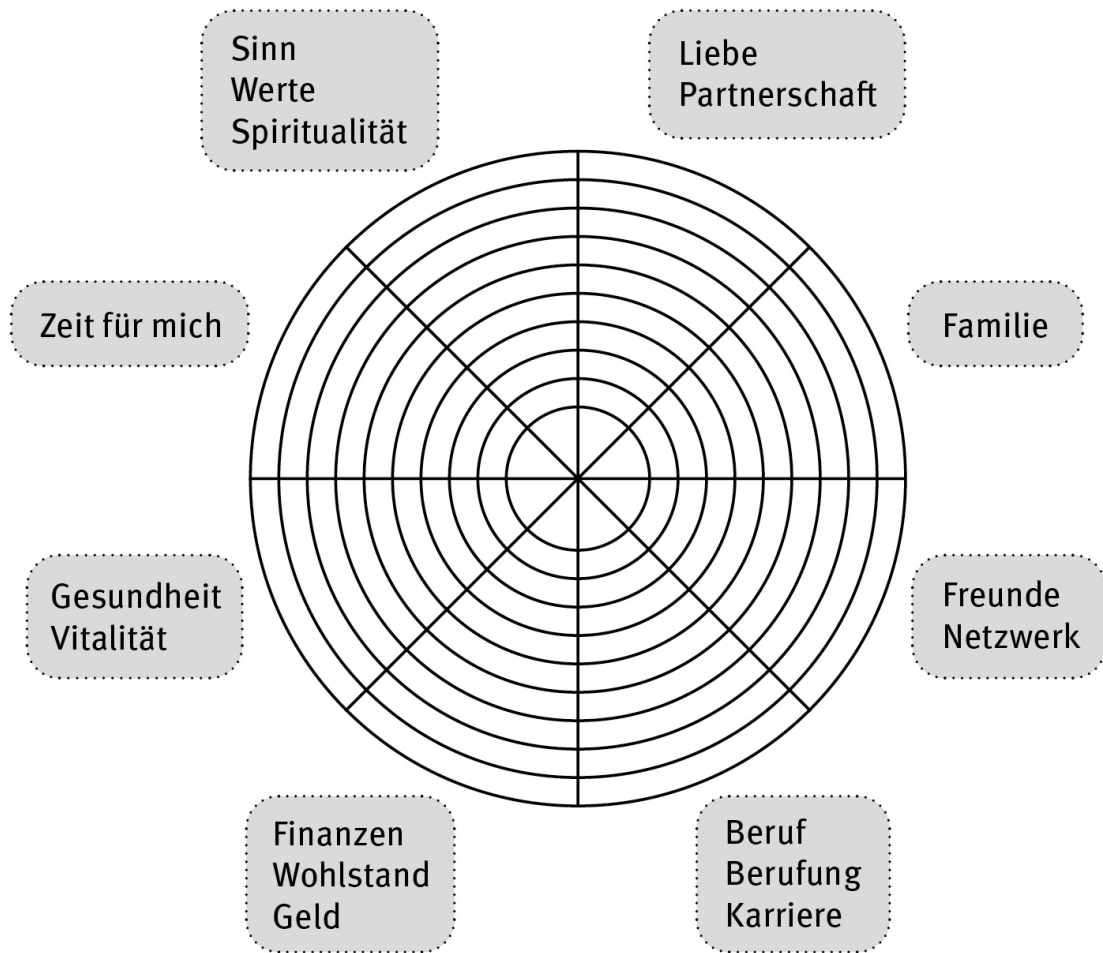 Sinn
Werte
Spiritualität
Liebe
Partnerschaft
Zeit für mich
Familie
Gesundheit
Vitalität
Freunde
Netzwerk
Finanzen
Wohlstand
Geld
Beruf
Berufung
Karriere